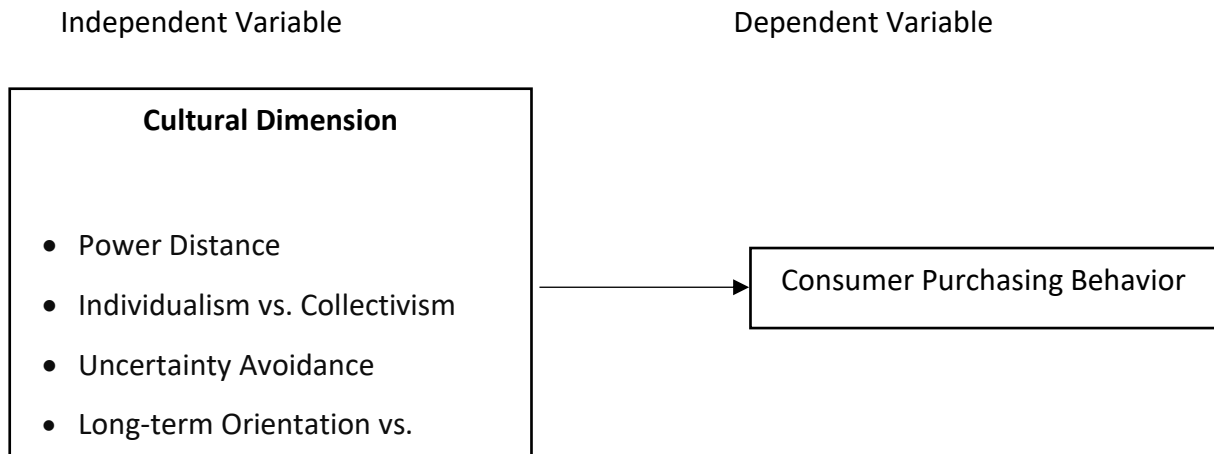 Independent Variable
Dependent Variable
Cultural Dimension
• Power Distance
• Individualism vs. Collectivism
• Uncertainty Avoidance
• Long-term Orientation vs.
Consumer Purchasing Behavior